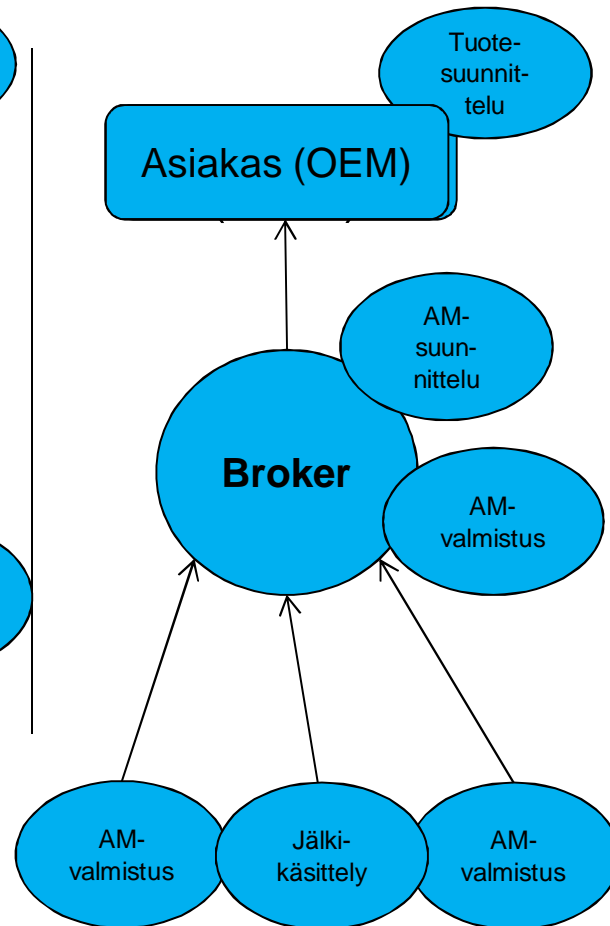 Tuote-
suunnit-
telu
Asiakas (OEM)
AM-
suun-
nittelu
Broker
AM-
valmistus
AM-
valmistus
Jälki-
käsittely
AM-
valmistus